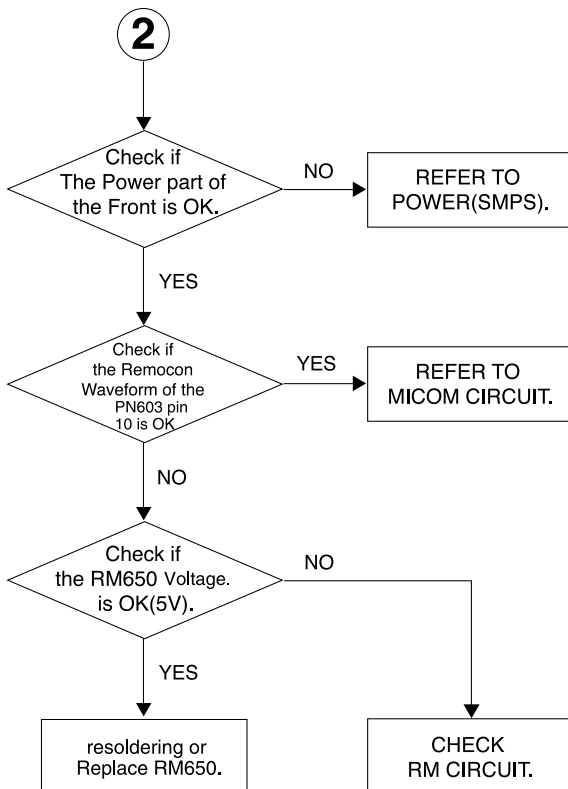 2
Check if
The Power part of
the Front is OK.
NO
REFER TO
POWER(SMPS).
YES
Check if
the Remocon
Waveform of the
PN603 pin
10 is OK
YES
REFER TO
MICOM CIRCUIT.
NO
Check if
the RM650 Voltage.
is OK(5V).
NO
YES
resoldering or
Replace RM650.
CHECK
RM CIRCUIT.